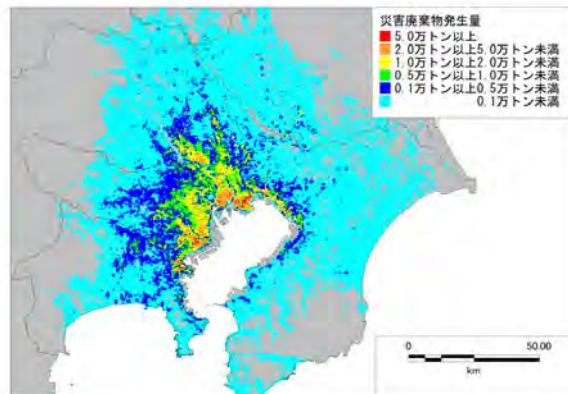 災害廃棄物発生量
5.0万トン以上
2.0万トン以上5.0万トン未満
1.0万トン以上2.0万トン未満
0.5万トン以上1.0万トン未満
0.1万トン以上0.5万トン未満
0.1万トン未満
0 50.00
km